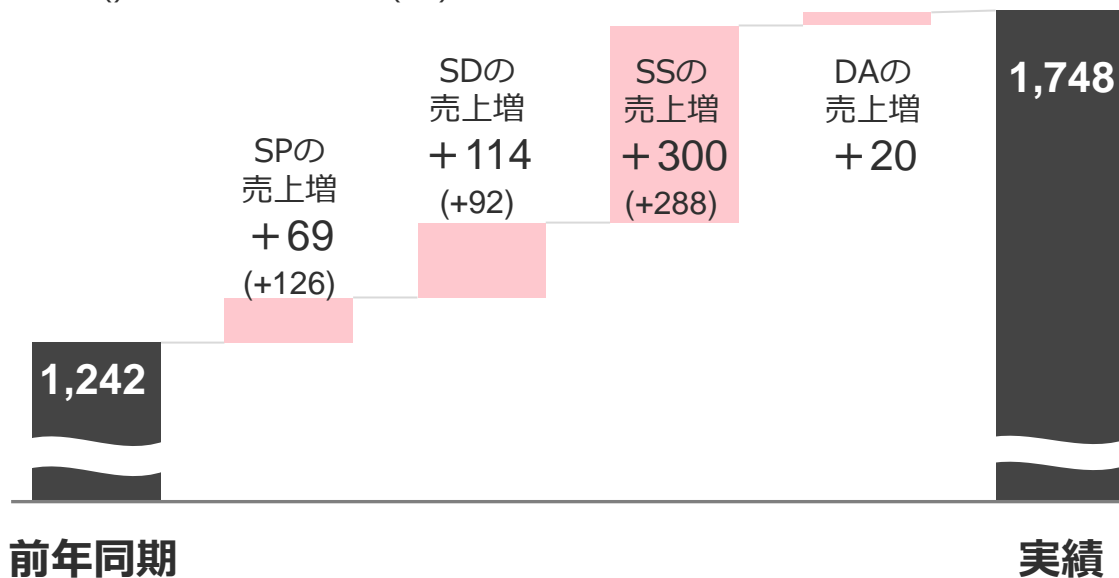 SPの
売上増
＋69
(+126)
SDの
売上増
＋114
(+92)
SSの
売上増
＋300
(+288)
DAの
売上増
＋20
1,242
1,748
前年同期
実績